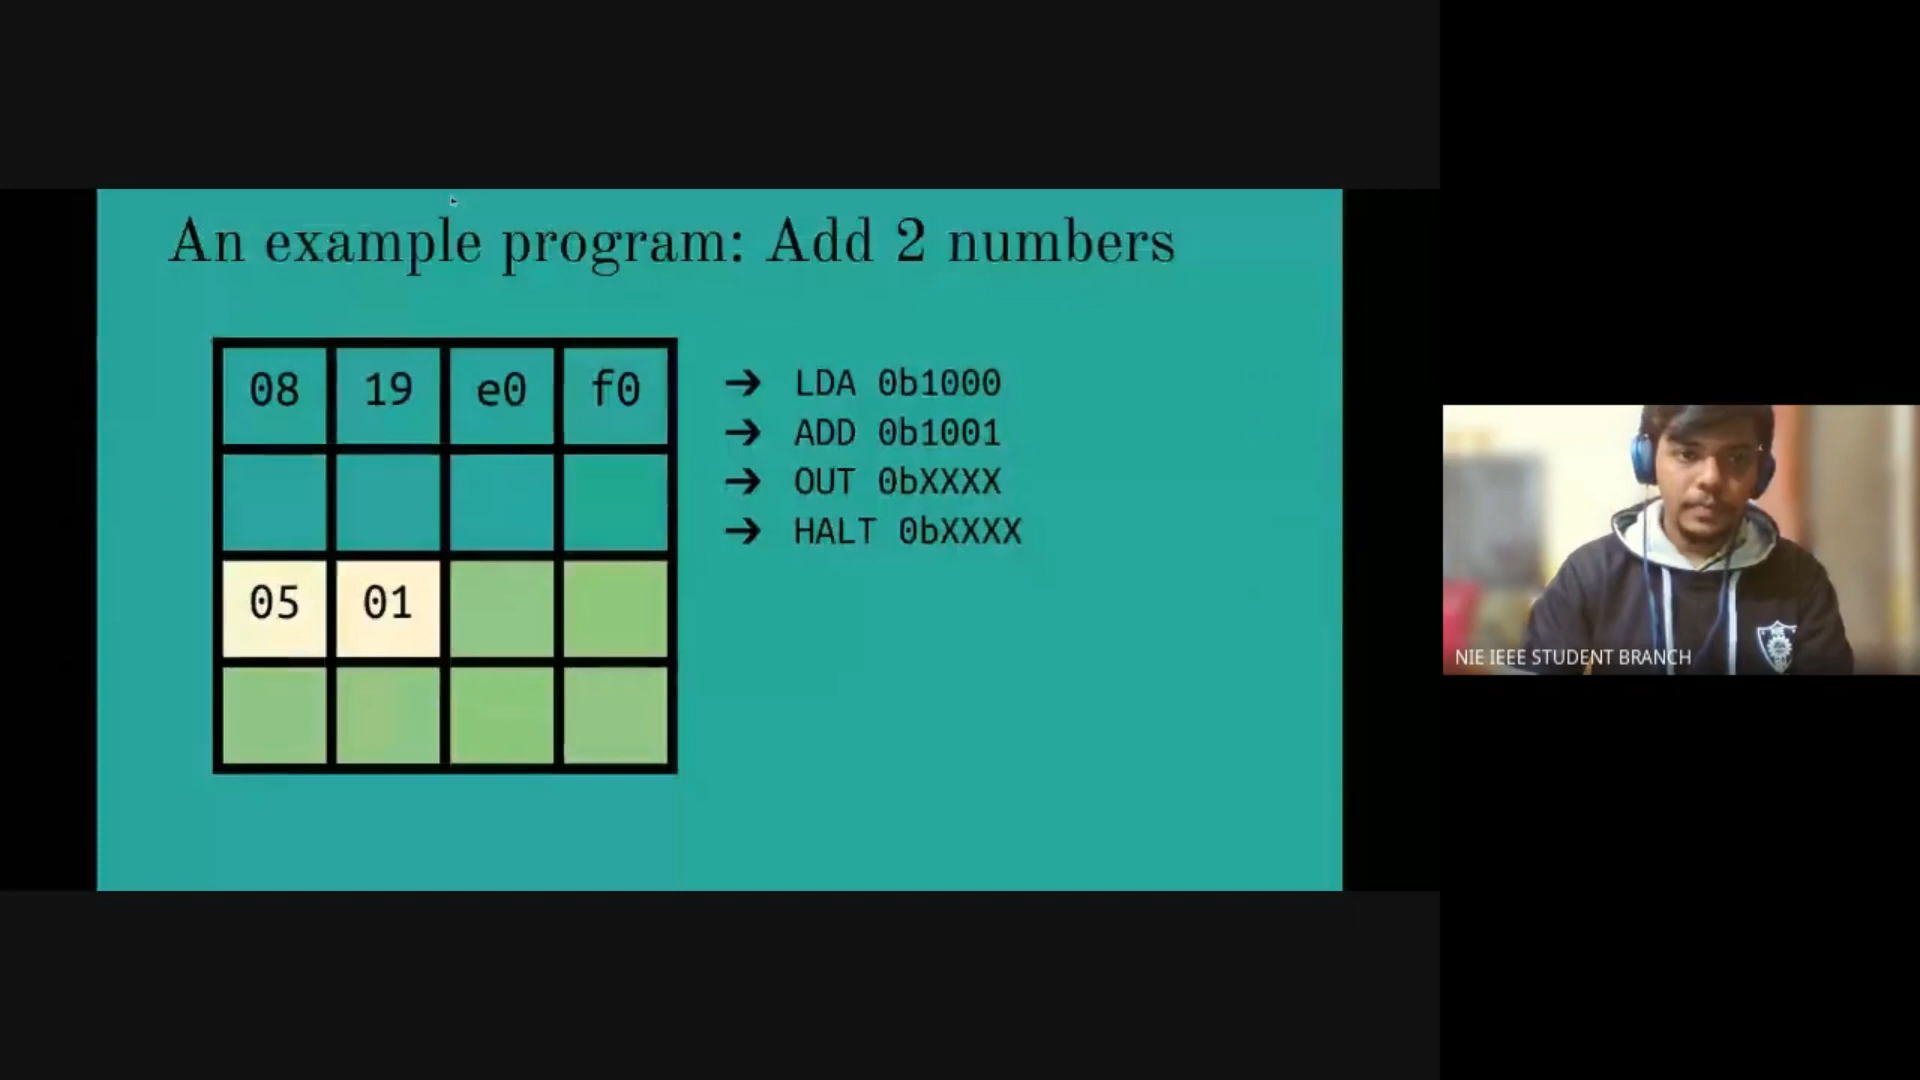 An example program: Add 2 numbers
08 19 e0 f0
05 01
➔ LDA 0b1000
➔ ADD 0b1001
➔ OUT 0bXXXX
➔ HALT 0bXXXX
NIE IEEE STUDENT BRANCH